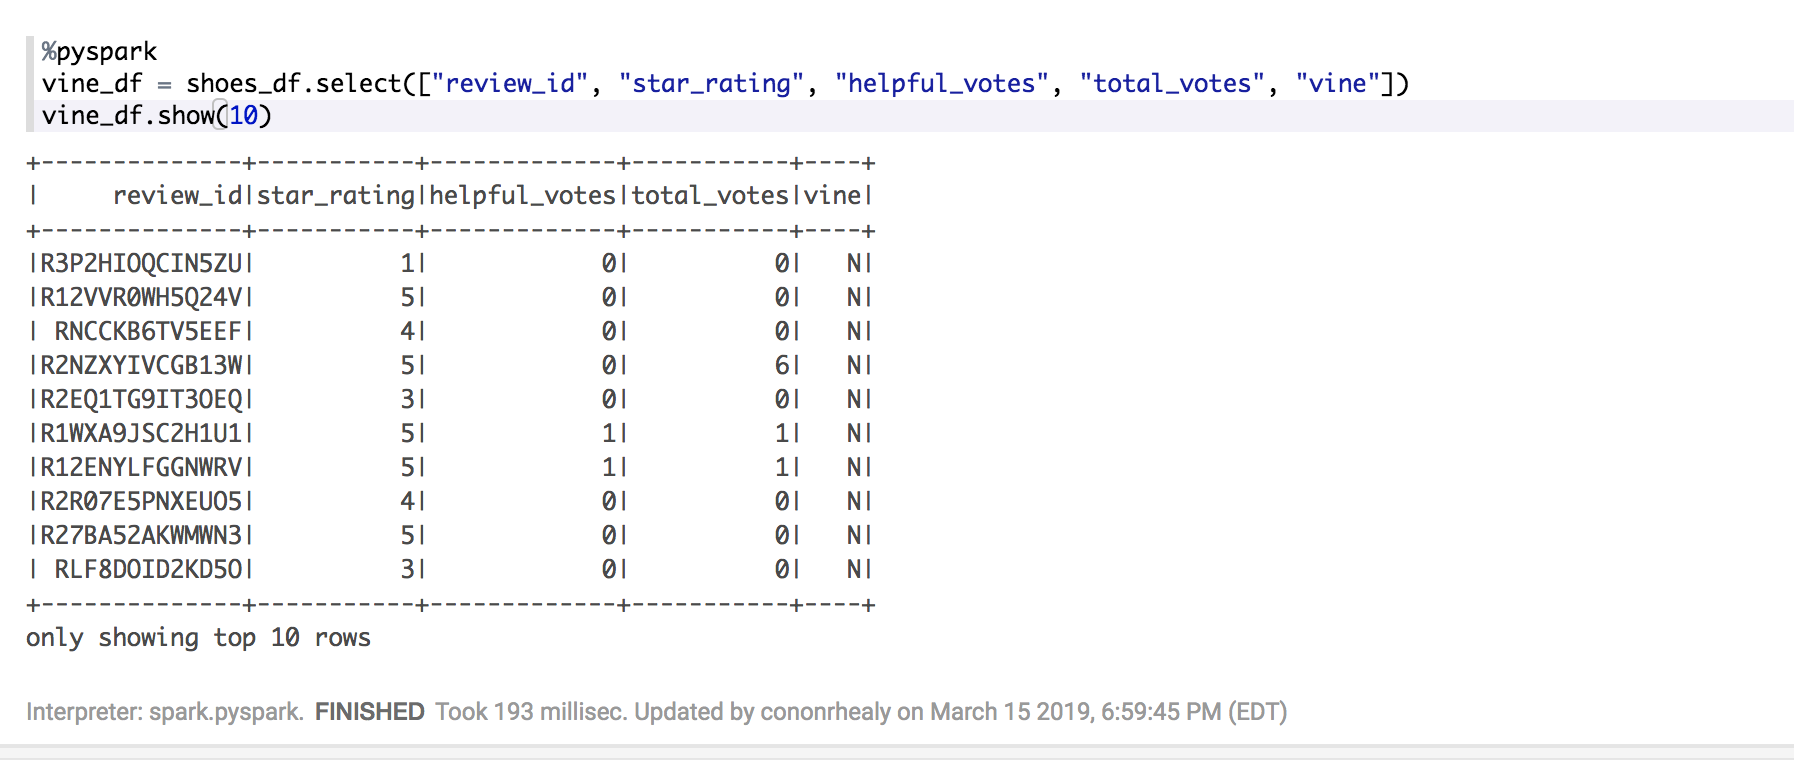 %pyspark
vine_df = shoes_df.select(["review_id", "star_rating", "helpful_votes", "total_votes", "vine"])
vine_df.show(10)
+--------------+-----------+-------------+-----------+----+
|     review_id|star_rating|helpful_votes|total_votes|vine|
+--------------+-----------+-------------+-----------+----+
|R3P2HIOQCIN5ZU|          1|            0|          0|   N|
|R12VVR0WH5Q24V|          5|            0|          0|   N|
| RNCCKB6TV5EEF|          4|            0|          0|   N|
|R2NZXYIVCGB13W|          5|            0|          6|   N|
|R2EQ1TG9IT3OEQ|          3|            0|          0|   N|
|R1WXA9JSC2H1U1|          5|            1|          1|   N|
|R12ENYLFGGNWRV|          5|            1|          1|   N|
|R2R07E5PNXEUO5|          4|            0|          0|   N|
|R27BA52AKWMWN3|          5|            0|          0|   N|
| RLF8DOID2KD5O|          3|            0|          0|   N|
+--------------+-----------+-------------+-----------+----+
only showing top 10 rows
Interpreter: spark.pyspark. FINISHED Took 193 millisec. Updated by cononrhealy on March 15 2019, 6:59:45 PM (EDT)